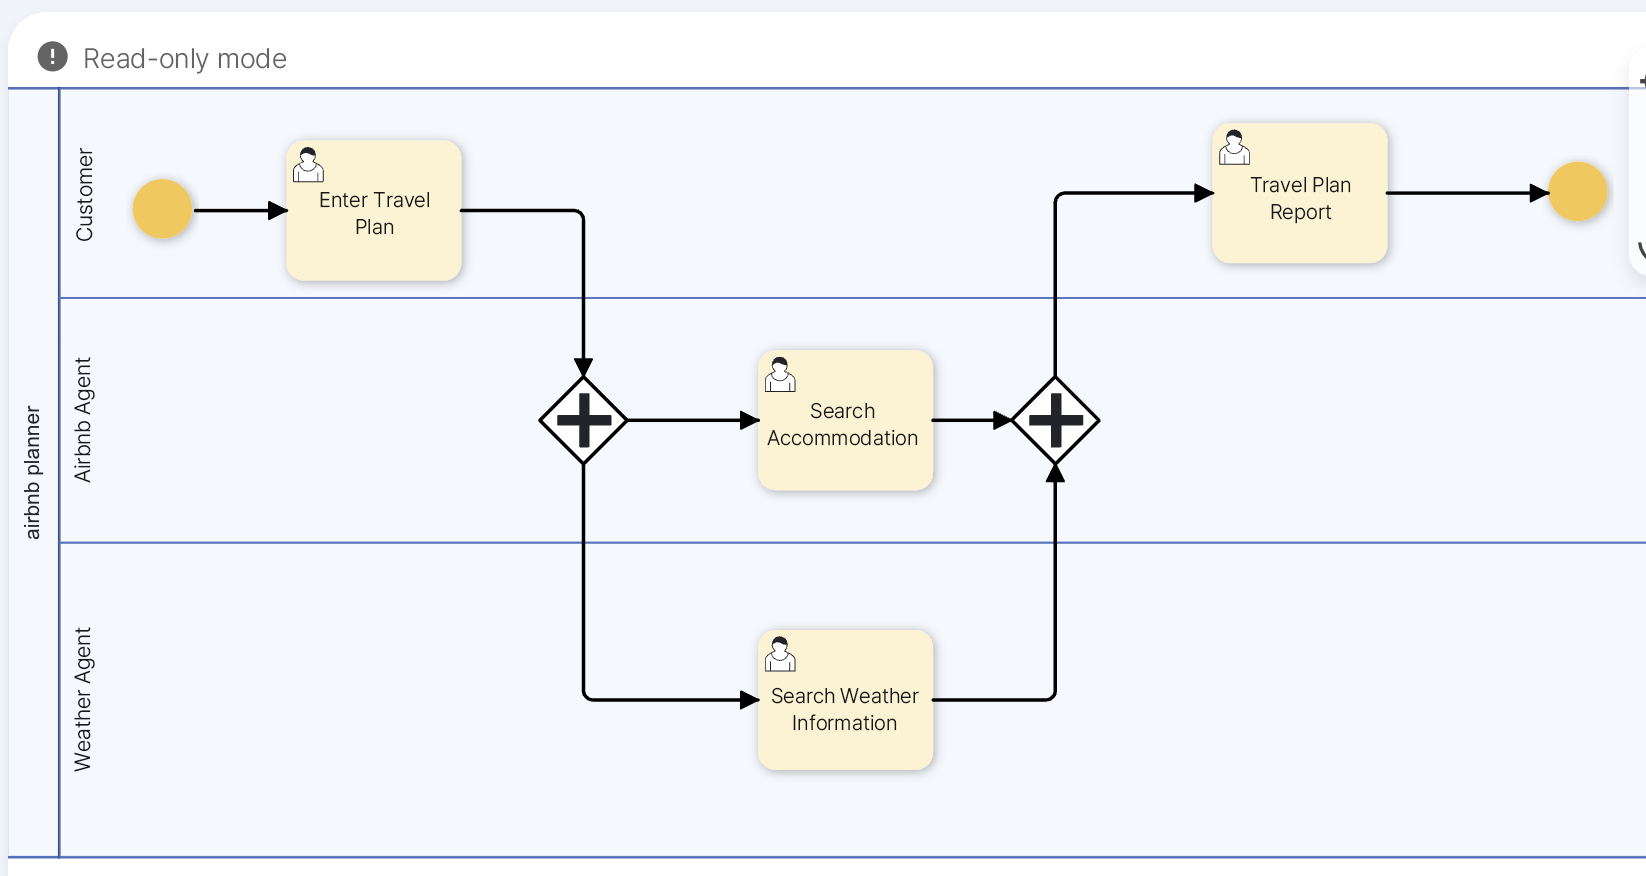 Read-only mode
airbnb planner
Customer
Enter Travel
Plan
Travel Plan
Report
Airbnb Agent
Search
Accommodation
Weather Agent
Search Weather
Information